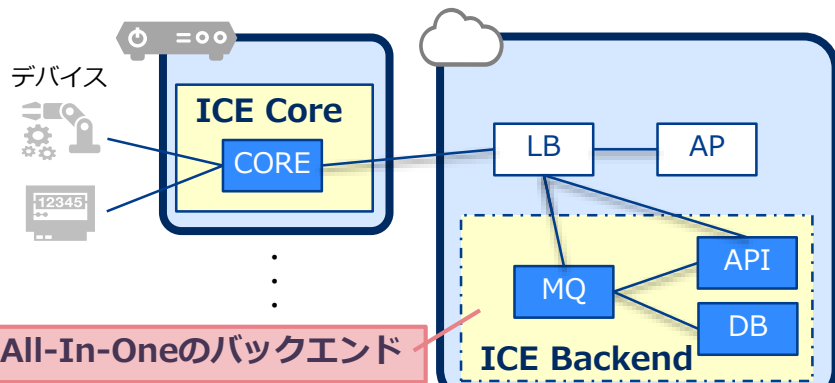 デバイス
12345
ICE Core
CORE
LB
AP
API
MQ
DB
ICE Backend
All-In-Oneのバックエンド